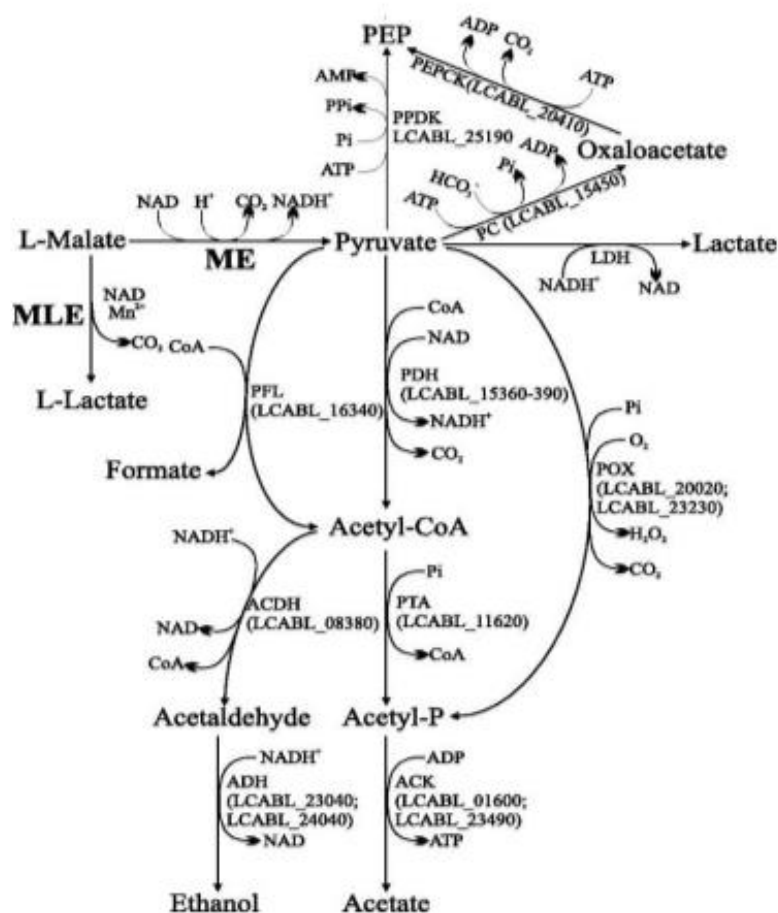 PEP
ADP CO₂
ATP
PEPCK(LCABL_20410)
AMP
PPi
Pi
ATP
PPDK
LCABL_25190
Oxaloacetate
ATP
HCO₃⁻
Pi
ADP
PC (LCABL_15450)
NAD H⁺ CO₂ NADH⁺
L-Malate
ME
Pyruvate
Lactate
LDH
NADH⁺
NAD
MLE
NAD
Mn²⁺
CO₂
L-Lactate
CoA
PFL
(LCABL_16340)
Formate
CoA
NAD
PDH
(LCABL_15360-390)
NADH⁺
CO₂
Pi
O₂
POX
(LCABL_20020;
LCABL_23230)
H₂O₂
CO₂
Acetyl-CoA
NADH⁺
ACDH
(LCABL_08380)
NAD
CoA
Pi
PTA
(LCABL_11620)
CoA
Acetaldehyde
Acetyl-P
NADH⁺
ADH
(LCABL_23040;
LCABL_24040)
NAD
ADP
ACK
(LCABL_01600;
LCABL_23490)
ATP
Ethanol
Acetate